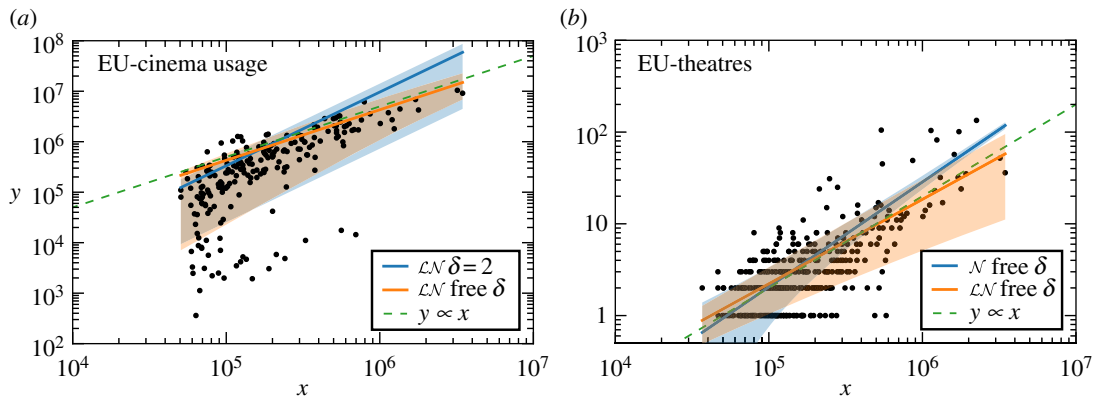 (a)
10^8
10^7
10^6
10^5
10^4
10^3
10^2
y
EU-cinema usage
LN δ = 2
LN free δ
y ∝ x
10^4
10^5
10^6
10^7
x
(b)
10^3
10^2
10
1
EU-theatres
N free δ
LN free δ
y ∝ x
10^4
10^5
10^6
10^7
x